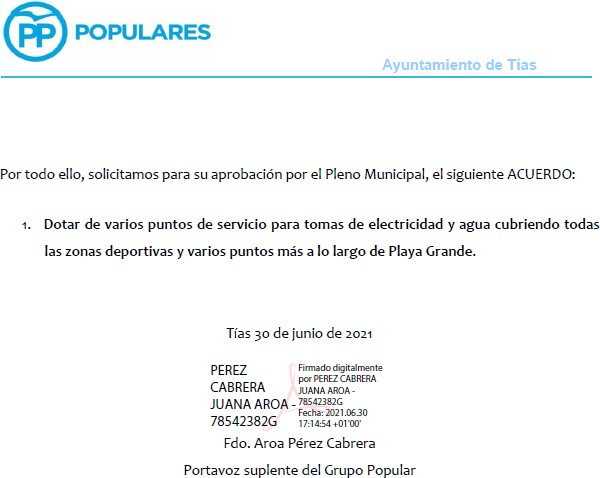 PP POPULARES
Ayuntamiento de Tías
Por todo ello, solicitamos para su aprobación por el Pleno Municipal, el siguiente ACUERDO:
1. Dotar de varios puntos de servicio para tomas de electricidad y agua cubriendo todas
las zonas deportivas y varios puntos más a lo largo de Playa Grande.
Tías 30 de junio de 2021
PEREZ
CABRERA
JUANA AROA -
78542382G
Firmado digitalmente
por PEREZ CABRERA
JUANA AROA -
78542382G
Fecha: 2021.06.30
17:14:54 +01'00'
Fdo. Aroa Pérez Cabrera
Portavoz suplente del Grupo Popular